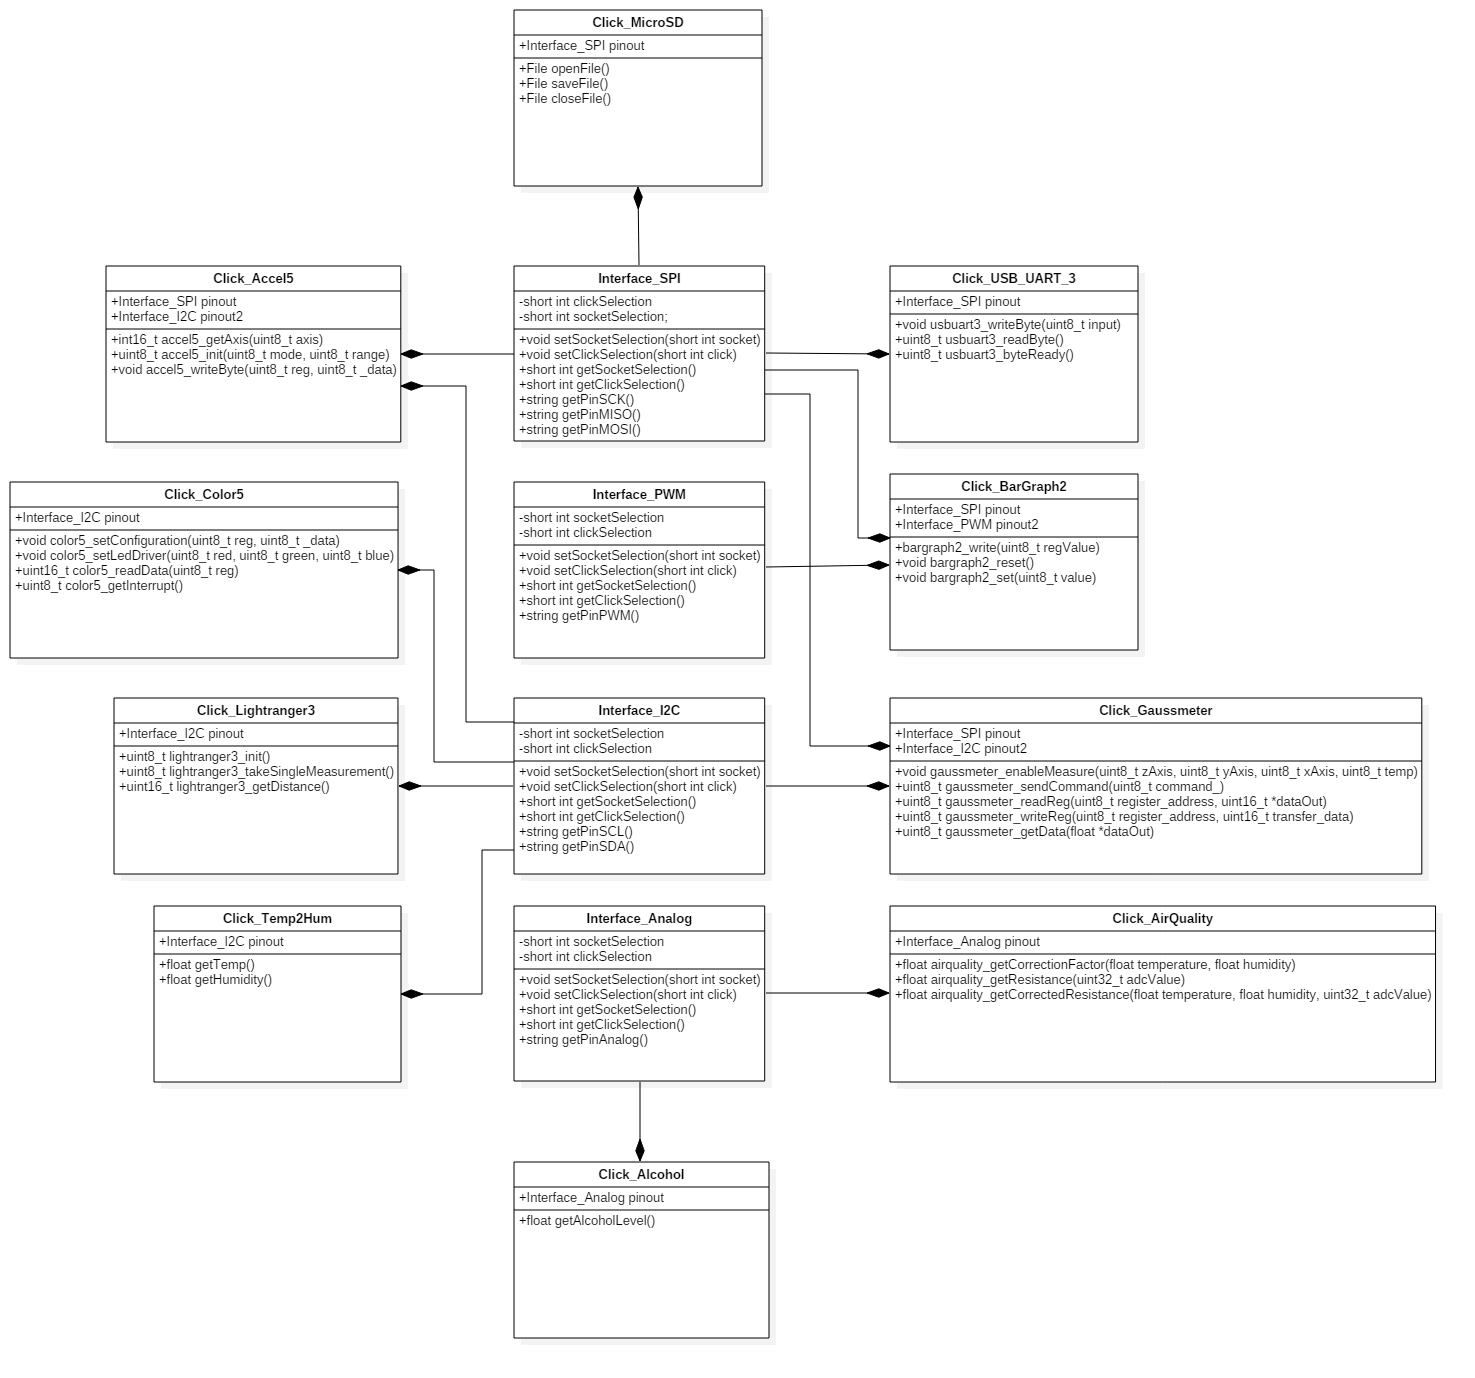 Click_MicroSD
+Interface_SPI pinout
+File openFile()
+File saveFile()
+File closeFile()
Click_Accel5
+Interface_SPI pinout
+Interface_I2C pinout2
+int16_t accel5_getAxis(uint8_t axis)
+uint8_t accel5_init(uint8_t mode, uint8_t range)
+void accel5_writeByte(uint8_t reg, uint8_t _data)
Interface_SPI
-short int clickSelection
-short int socketSelection;
+void setSocketSelection(short int socket)
+void setClickSelection(short int click)
+short int getSocketSelection()
+short int getClickSelection()
+string getPinSCK()
+string getPinMISO()
+string getPinMOSI()
Click_USB_UART_3
+Interface_SPI pinout
+void usbuart3_writeByte(uint8_t input)
+uint8_t usbuart3_readByte()
+uint8_t usbuart3_byteReady()
Click_Color5
+Interface_I2C pinout
+void color5_setConfiguration(uint8_t reg, uint8_t _data)
+void color5_setLedDriver(uint8_t red, uint8_t green, uint8_t blue)
+uint16_t color5_readData(uint8_t reg)
+uint8_t color5_getInterrupt()
Interface_PWM
-short int socketSelection
-short int clickSelection
+void setSocketSelection(short int socket)
+void setClickSelection(short int click)
+short int getSocketSelection()
+short int getClickSelection()
+string getPinPWM()
Click_BarGraph2
+Interface_SPI pinout
+Interface_PWM pinout2
+bargraph2_write(uint8_t regValue)
+void bargraph2_reset()
+void bargraph2_set(uint8_t value)
Click_Lightranger3
+Interface_I2C pinout
+uint8_t lightranger3_init()
+uint8_t lightranger3_takeSingleMeasurement()
+uint16_t lightranger3_getDistance()
Interface_I2C
-short int socketSelection
-short int clickSelection
+void setSocketSelection(short int socket)
+void setClickSelection(short int click)
+short int getSocketSelection()
+short int getClickSelection()
+string getPinSCL()
+string getPinSDA()
Click_Gaussmeter
+Interface_SPI pinout
+Interface_I2C pinout2
+void gaussmeter_enableMeasure(uint8_t zAxis, uint8_t yAxis, uint8_t xAxis, uint8_t temp)
+uint8_t gaussmeter_sendCommand(uint8_t command_)
+uint8_t gaussmeter_readReg(uint8_t register_address, uint16_t *dataOut)
+uint8_t gaussmeter_writeReg(uint8_t register_address, uint16_t transfer_data)
+uint8_t gaussmeter_getData(float *dataOut)
Click_Temp2Hum
+Interface_I2C pinout
+float getTemp()
+float getHumidity()
Interface_Analog
-short int socketSelection
-short int clickSelection
+void setSocketSelection(short int socket)
+void setClickSelection(short int click)
+short int getSocketSelection()
+short int getClickSelection()
+string getPinAnalog()
Click_AirQuality
+Interface_Analog pinout
+float airquality_getCorrectionFactor(float temperature, float humidity)
+float airquality_getResistance(uint32_t adcValue)
+float airquality_getCorrectedResistance(float temperature, float humidity, uint32_t adcValue)
Click_Alcohol
+Interface_Analog pinout
+float getAlcoholLevel()